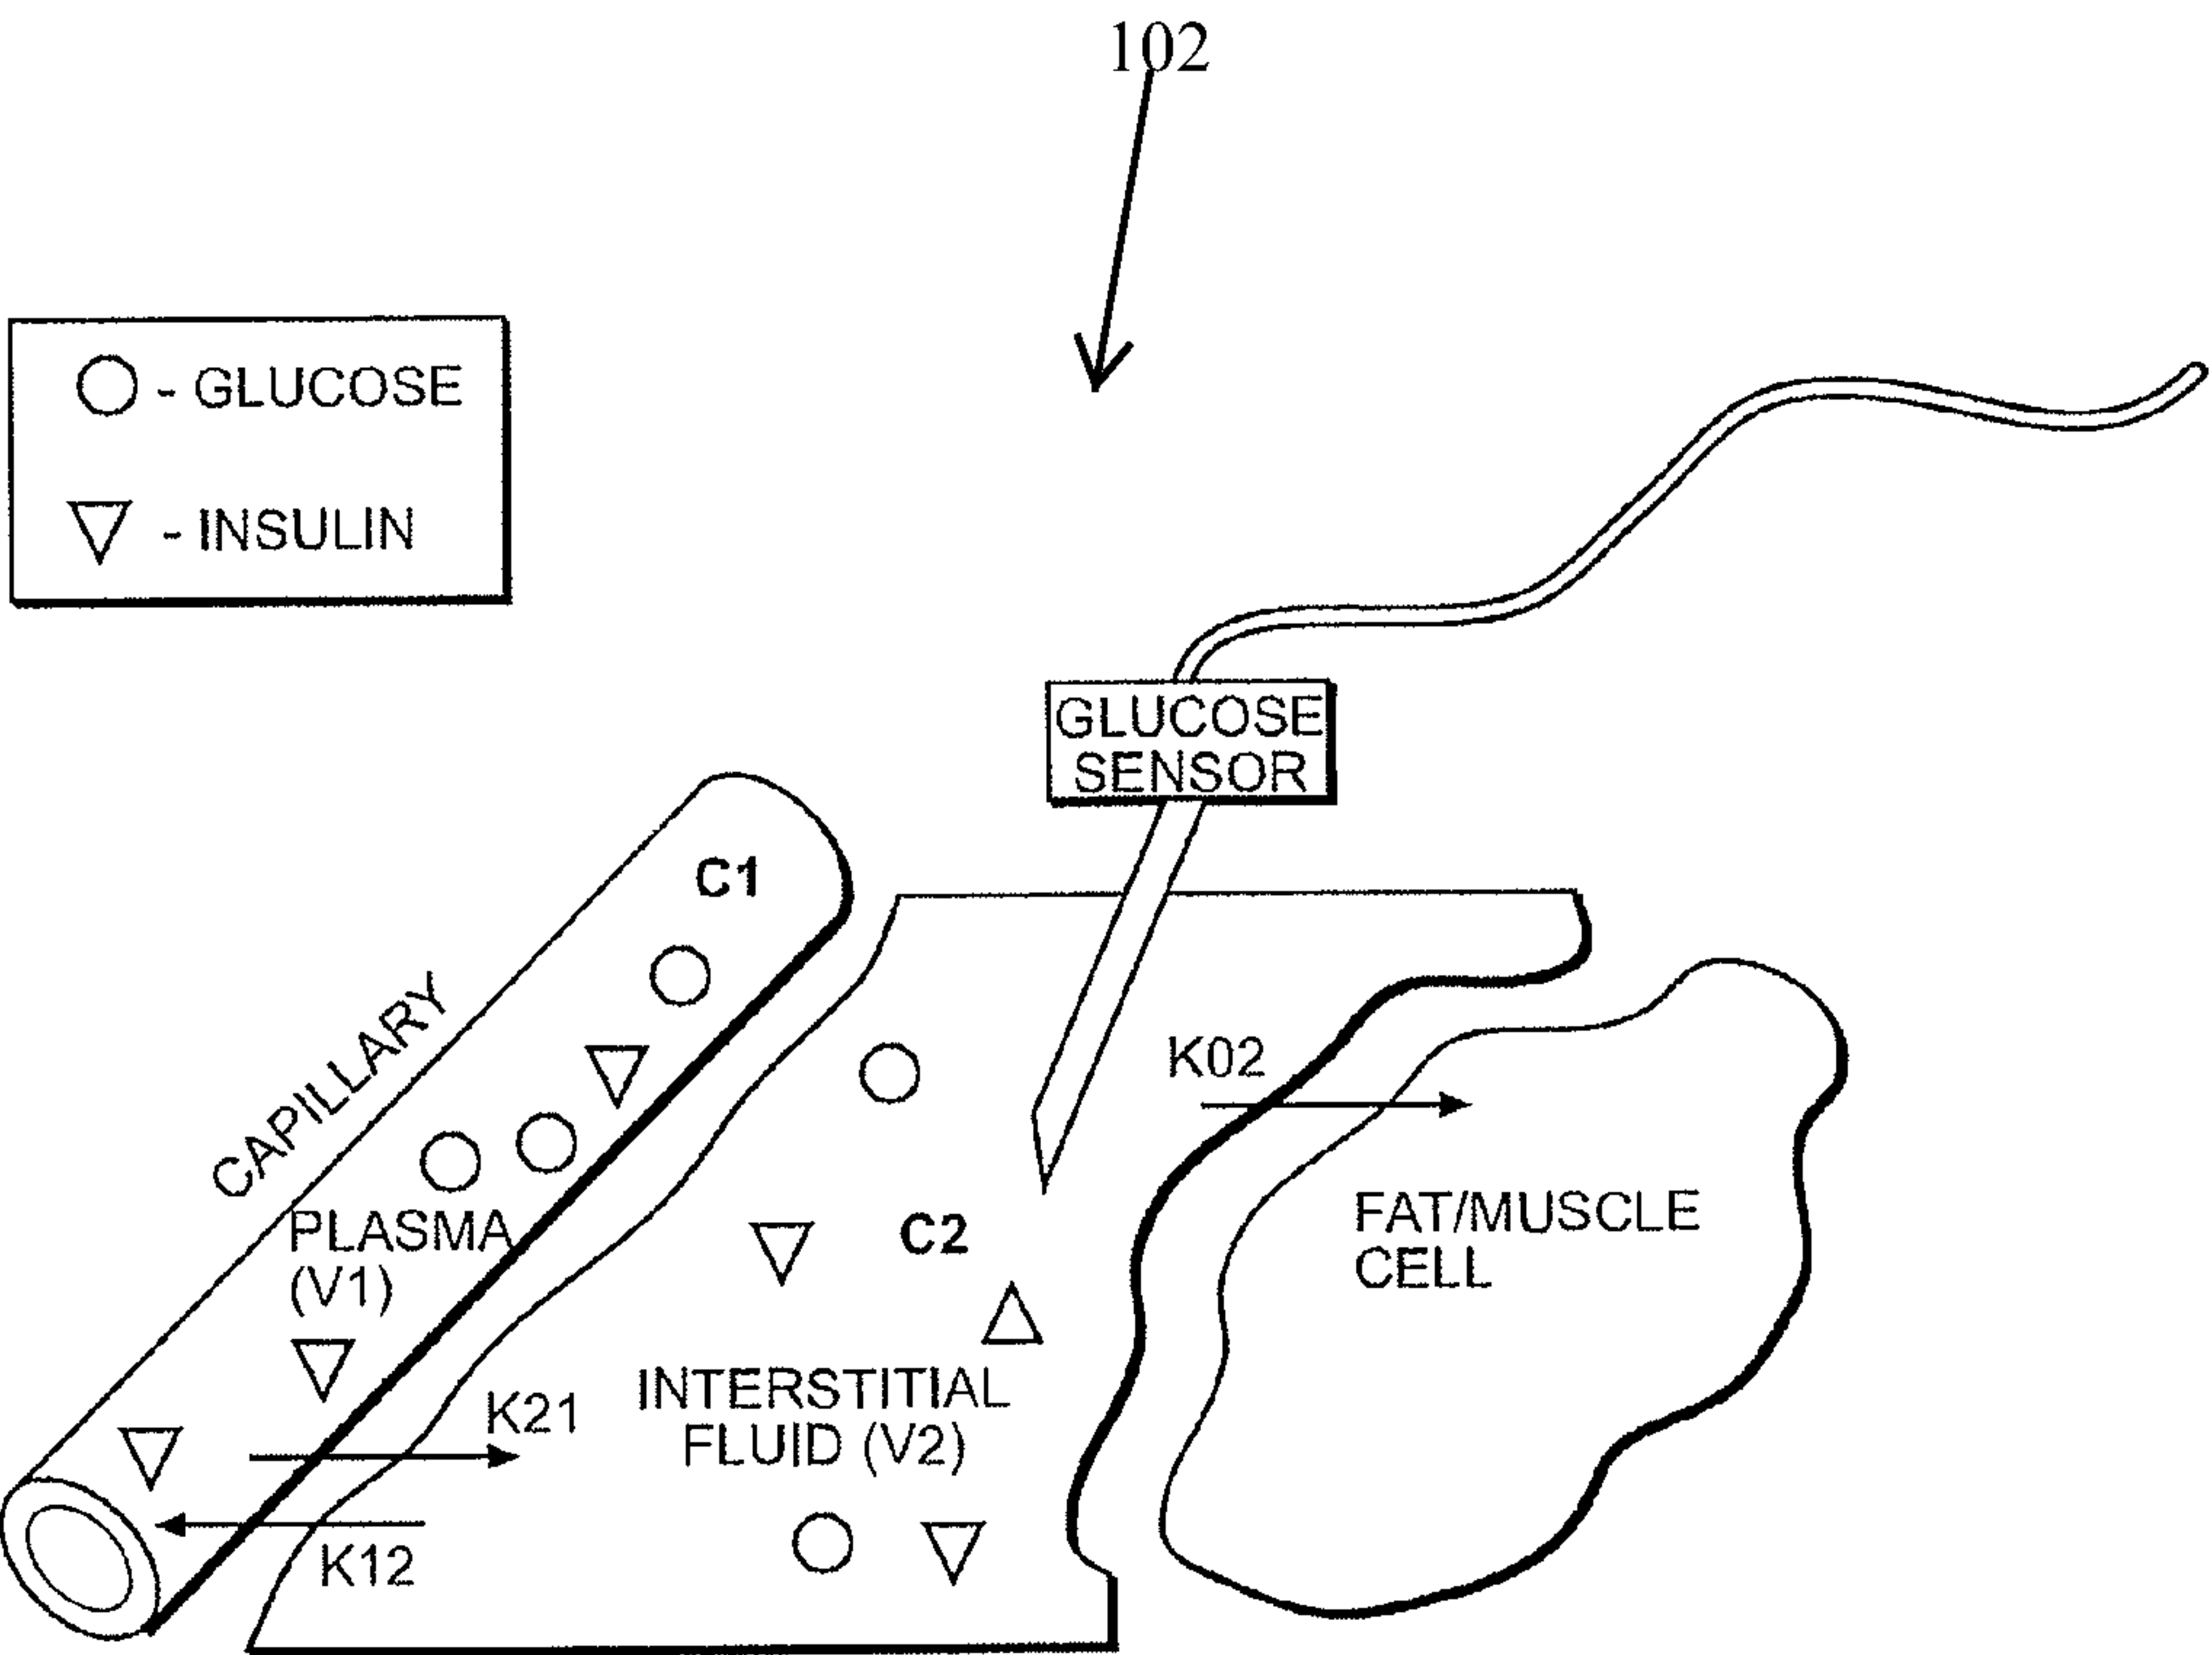 102
- GLUCOSE
- INSULIN
GLUCOSE
SENSOR
C1
CAPILLARY
K02
PLASMA
(V1)
C2
FAT/MUSCLE
CELL
K21
INTERSTITIAL
FLUID (V2)
K12